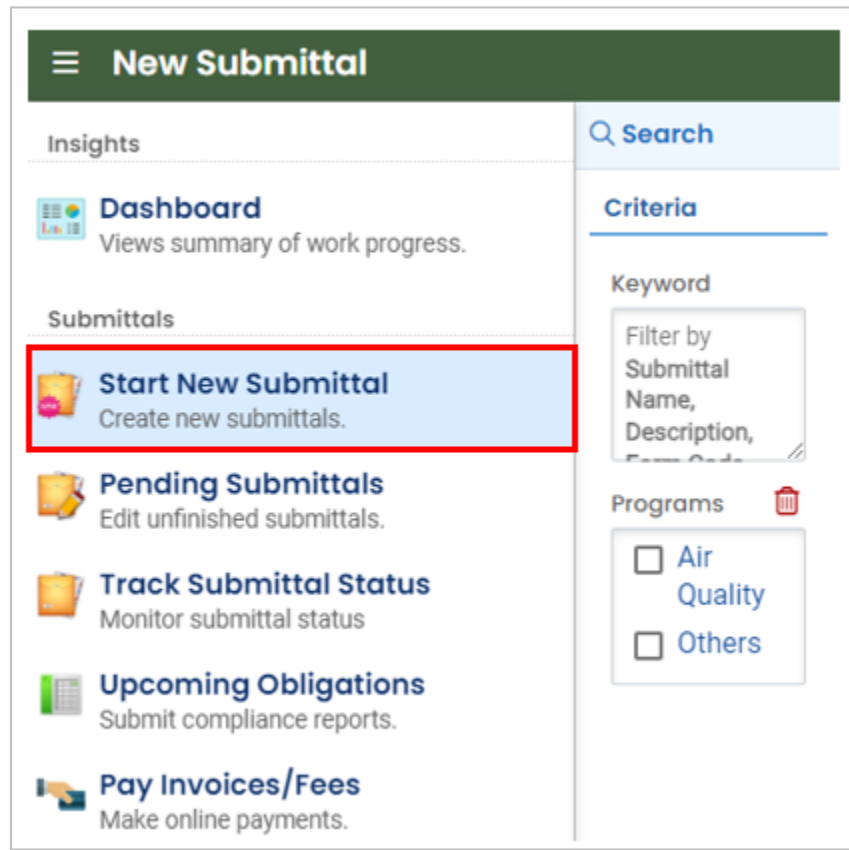 New Submittal
Insights
Dashboard
Views summary of work progress.
Submittals
Start New Submittal
Create new submittals.
Pending Submittals
Edit unfinished submittals.
Track Submittal Status
Monitor submittal status
Upcoming Obligations
Submit compliance reports.
Pay Invoices/Fees
Make online payments.
Search
Criteria
Keyword
Filter by
Submittal
Name,
Description,
Form Code
Programs
Air
Quality
Others